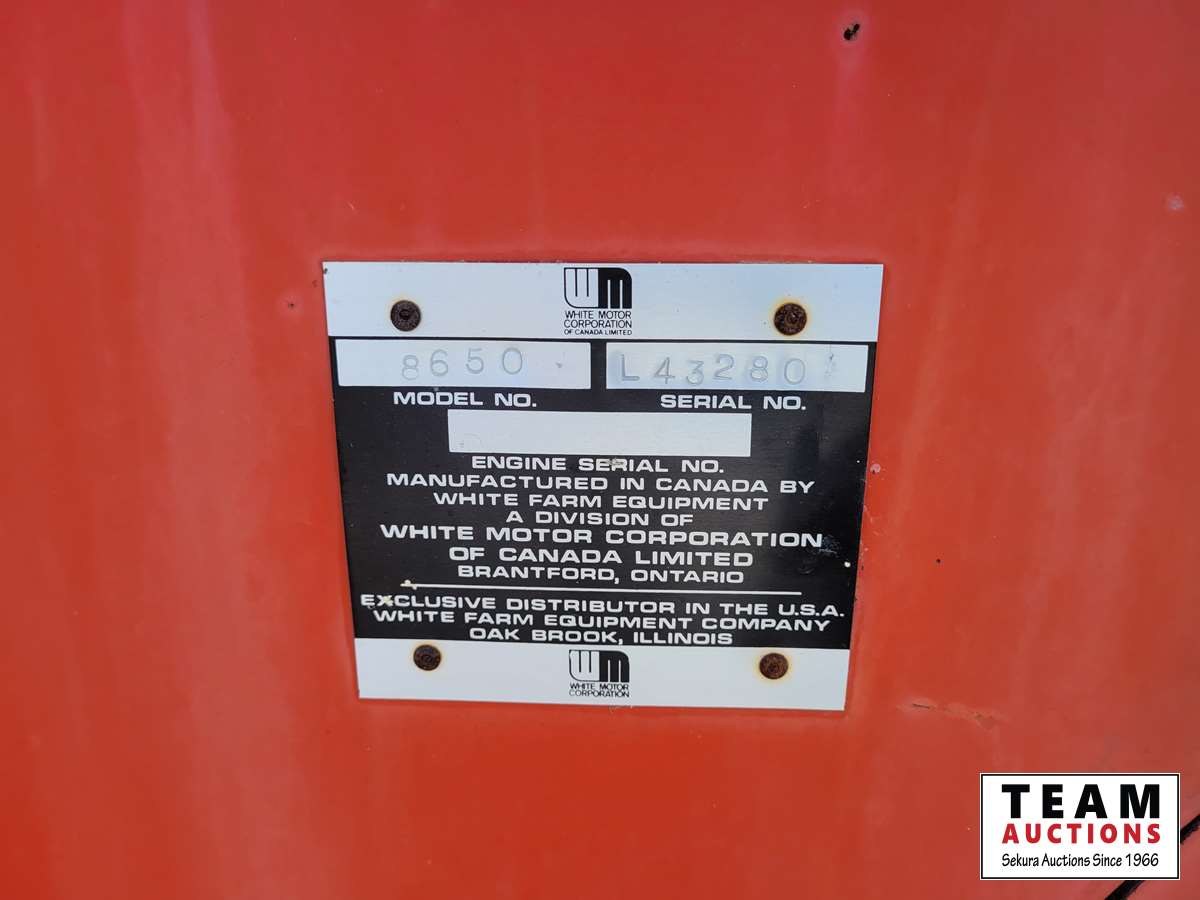 WHITE MOTOR
CORPORATION
OF CANADA LIMITED
8650 L43280
MODEL NO. SERIAL NO.
ENGINE SERIAL NO.
MANUFACTURED IN CANADA BY
WHITE FARM EQUIPMENT
A DIVISION OF
WHITE MOTOR CORPORATION
OF CANADA LIMITED
BRANTFORD, ONTARIO
EXCLUSIVE DISTRIBUTOR IN THE U.S.A.
WHITE FARM EQUIPMENT COMPANY
OAK BROOK, ILLINOIS
WHITE MOTOR
CORPORATION
TEAM
AUCTIONS
Sekura Auctions Since 1966